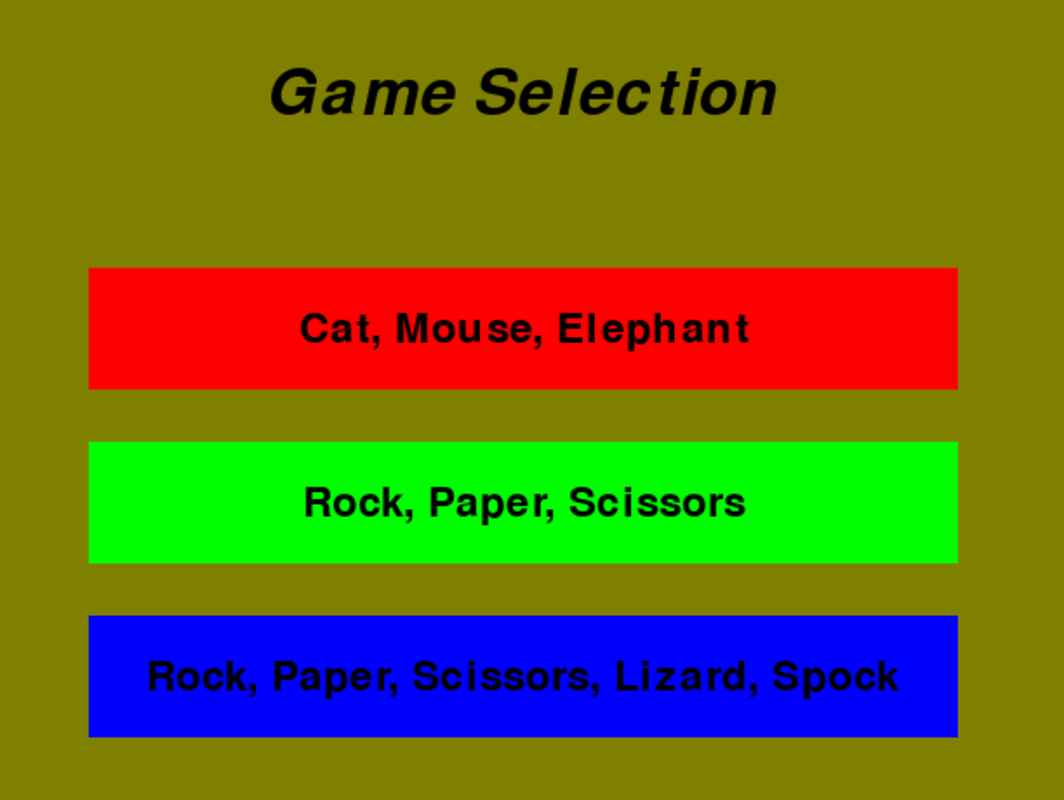 Game Selection
Cat, Mouse, Elephant
Rock, Paper, Scissors
Rock, Paper, Scissors, Lizard, Spock